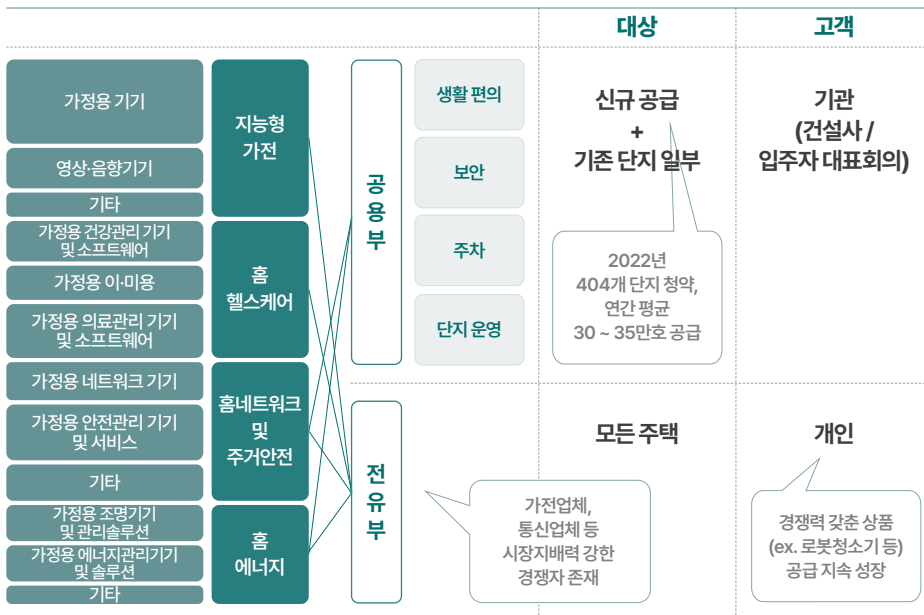 대상
고객
가정용 기기
영상·음향기기
기타
가정용 건강관리 기기
및 소프트웨어
가정용 이·미용
가정용 의료관리 기기
및 소프트웨어
가정용 네트워크 기기
가정용 안전관리 기기
및 서비스
기타
가정용 조명기기
및 관리솔루션
가정용 에너지관리기기
및 솔루션
기타
지능형
가전
홈
헬스케어
홈네트워크
및
주거안전
홈
에너지
공용부
생활 편의
보안
주차
단지 운영
신규 공급
+
기존 단지 일부
기관
(건설사 /
입주자 대표회의)
2022년
404개 단지 청약,
연간 평균
30 ~ 35만호 공급
전유부
가전업체,
통신업체 등
시장지배력 강한
경쟁자 존재
모든 주택
개인
경쟁력 갖춘 상품
(ex. 로봇청소기 등)
공급 지속 성장